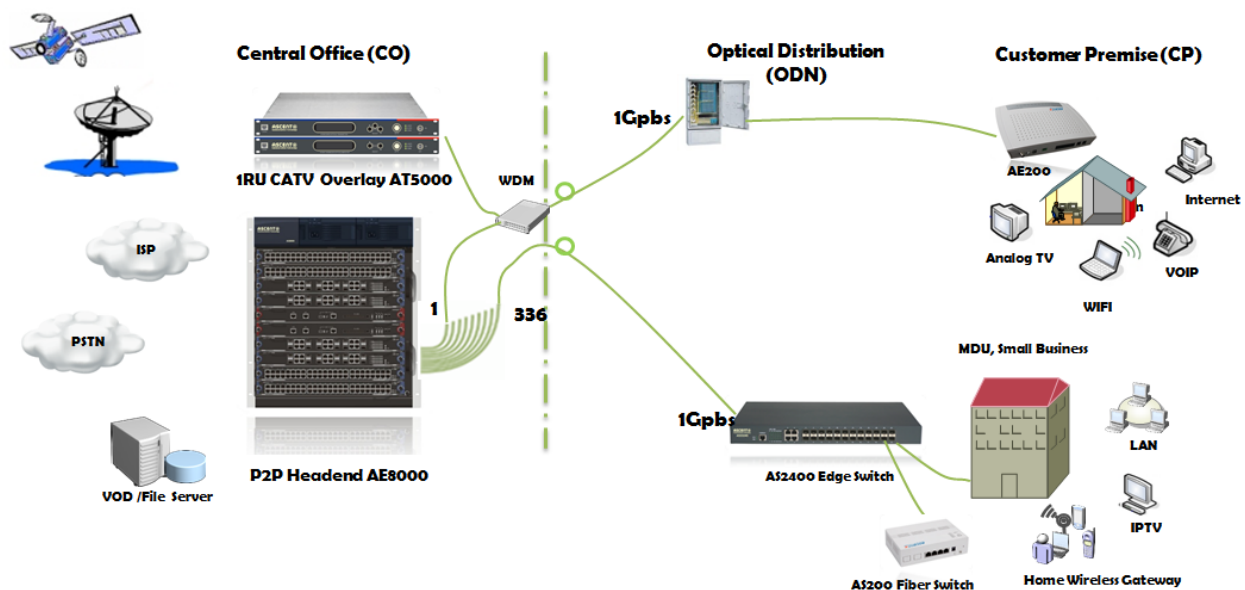 Central Office (CO)
Optical Distribution
(ODN)
Customer Premise (CP)
1Gpbs
1RU CATV Overlay AT5000
WDM
AE200
Internet
ISP
Analog TV
VOIP
WIFI
1
336
PSTN
MDU, Small Business
1Gpbs
LAN
P2P Headend AE8000
AS2400 Edge Switch
VOD /File Server
IPTV
AS200 Fiber Switch
Home Wireless Gateway